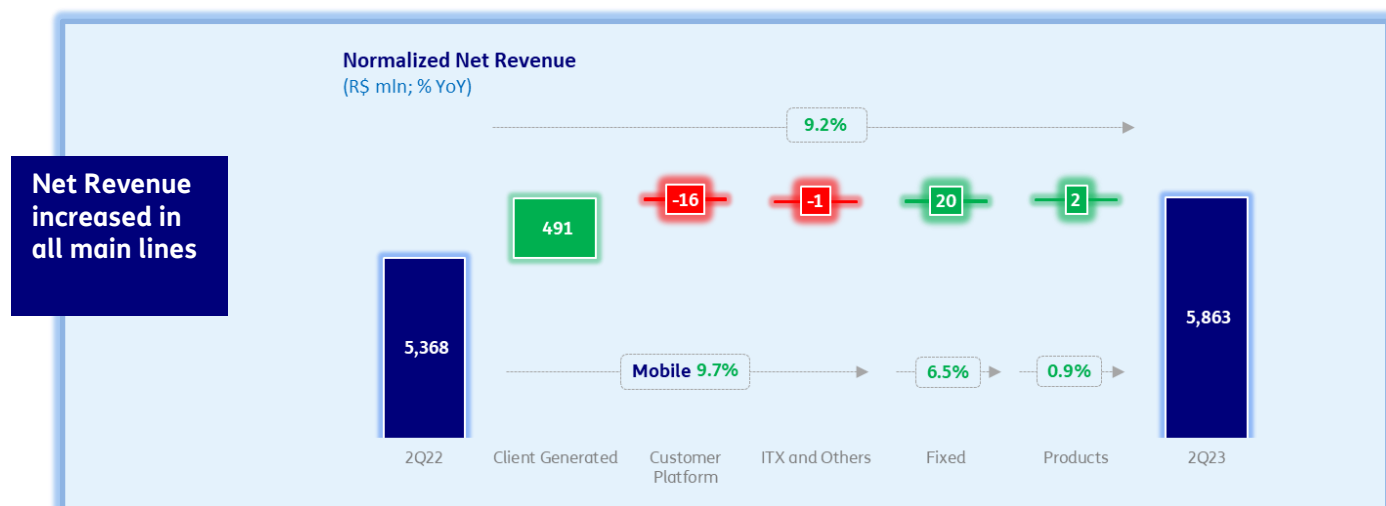 Normalized Net Revenue
(R$ mln; % YoY)
9.2%
Net Revenue
increased in
all main lines
491
-16
-1
20
2
5,368
5,863
Mobile 9.7%
6.5%
0.9%
2Q22
Client Generated
Customer
Platform
ITX and Others
Fixed
Products
2Q23